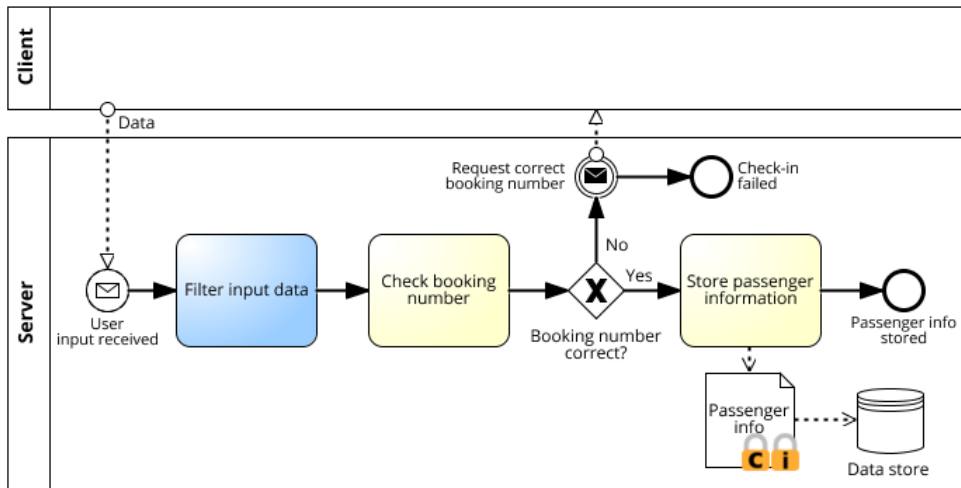 Client
Data
Server
Request correct
booking number
Check-in
failed
No
Filter input data
Check booking
number
X
Yes
Store passenger
information
User
input received
Booking number
correct?
Passenger info
stored
Passenger
info
C i
Data store